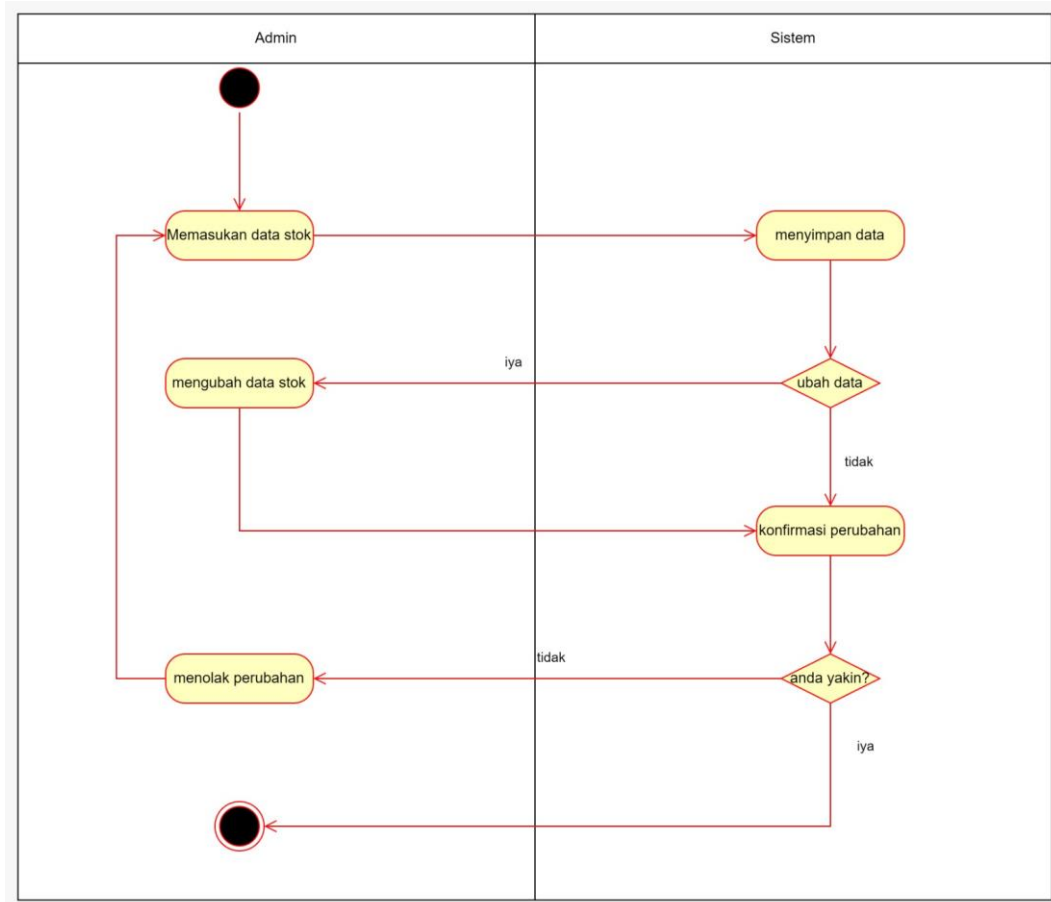 Admin
Sistem
Memasukan data stok
menyimpan data
iya
mengubah data stok
ubah data
tidak
konfirmasi perubahan
tidak
menolak perubahan
anda yakin?
iya